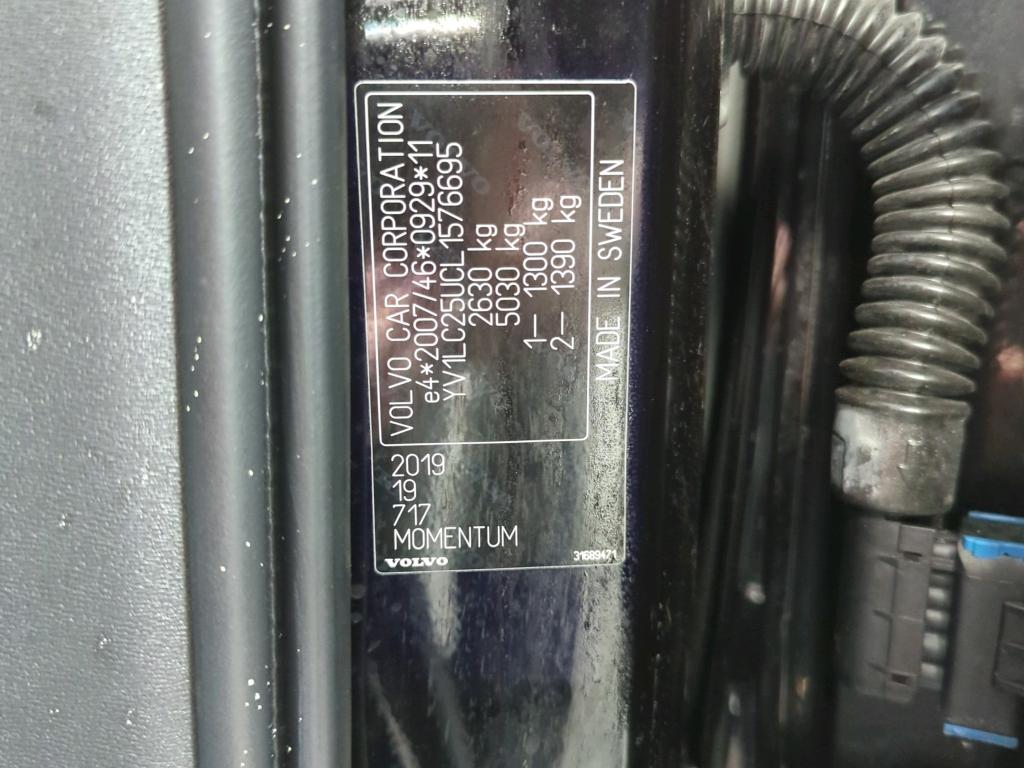 VOLVO CAR CORPORATION
e4*2007/46*0929*11
YV1LC25UCL1576695
2630 kg
5030 kg
1— 1300 kg
2— 1390 kg
MADE IN SWEDEN
2019
19
717
MOMENTUM
VOLVO
31689471